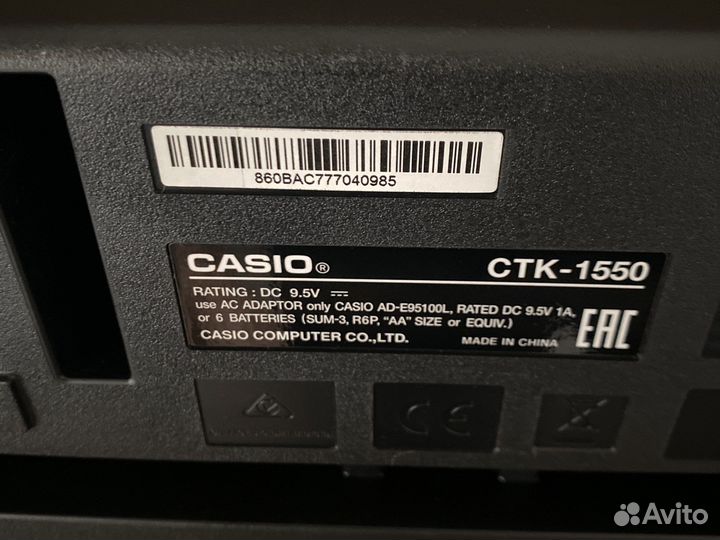 860BAC777040985
CASIO®
CTK-1550
RATING : DC 9.5V ⎓
use AC ADAPTOR only CASIO AD-E95100L, RATED DC 9.5V 1A,
or 6 BATTERIES (SUM-3, R6P, "AA" SIZE or EQUIV.)
CASIO COMPUTER CO.,LTD.
MADE IN CHINA
EAC
CE
Avito